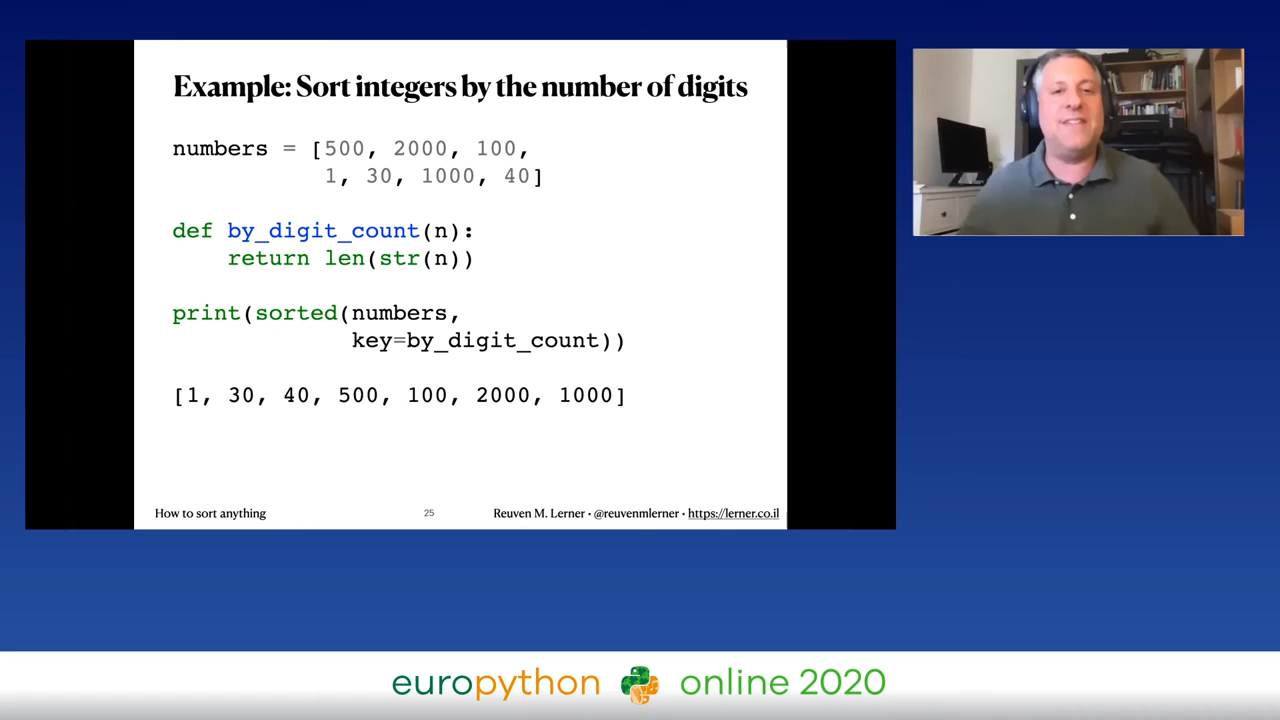 Example: Sort integers by the number of digits
numbers = [500, 2000, 100,
1, 30, 1000, 40]
def by_digit_count(n):
return len(str(n))
print(sorted(numbers,
key=by_digit_count))
[1, 30, 40, 500, 100, 2000, 1000]
How to sort anything
25
Reuven M. Lerner • @reuvenmlerner • https://lerner.co.il
europython online 2020